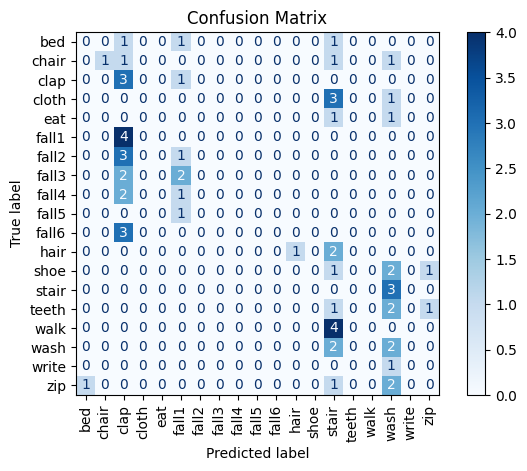 Confusion Matrix
bed 0 0 1 0 0 1 0 0 0 0 0 0 0 1 0 0 0 0 0
chair 0 1 1 0 0 0 0 0 0 0 0 0 0 1 0 0 1 0 0
clap 0 0 3 0 0 1 0 0 0 0 0 0 0 0 0 0 0 0 0
cloth 0 0 0 0 0 0 0 0 0 0 0 0 0 3 0 0 1 0 0
eat 0 0 0 0 0 0 0 0 0 0 0 0 0 1 0 0 1 0 0
fall1 0 0 4 0 0 0 0 0 0 0 0 0 0 0 0 0 0 0 0
fall2 0 0 3 0 0 1 0 0 0 0 0 0 0 0 0 0 0 0 0
fall3 0 0 2 0 0 2 0 0 0 0 0 0 0 0 0 0 0 0 0
fall4 0 0 2 0 0 1 0 0 0 0 0 0 0 0 0 0 0 0 0
fall5 0 0 0 0 0 1 0 0 0 0 0 0 0 0 0 0 0 0 0
fall6 0 0 3 0 0 0 0 0 0 0 0 0 0 0 0 0 0 0 0
hair 0 0 0 0 0 0 0 0 0 0 0 1 0 2 0 0 0 0 0
shoe 0 0 0 0 0 0 0 0 0 0 0 0 0 1 0 0 2 0 1
stair 0 0 0 0 0 0 0 0 0 0 0 0 0 0 0 0 3 0 0
teeth 0 0 0 0 0 0 0 0 0 0 0 0 0 1 0 0 2 0 1
walk 0 0 0 0 0 0 0 0 0 0 0 0 0 4 0 0 0 0 0
wash 0 0 0 0 0 0 0 0 0 0 0 0 0 2 0 0 2 0 0
write 0 0 0 0 0 0 0 0 0 0 0 0 0 0 0 0 1 0 0
zip 1 0 0 0 0 0 0 0 0 0 0 0 0 1 0 0 2 0 0
bed chair clap cloth eat fall1 fall2 fall3 fall4 fall5 fall6 hair shoe stair teeth walk wash write zip
Predicted label
True label
4.0
3.5
3.0
2.5
2.0
1.5
1.0
0.5
0.0